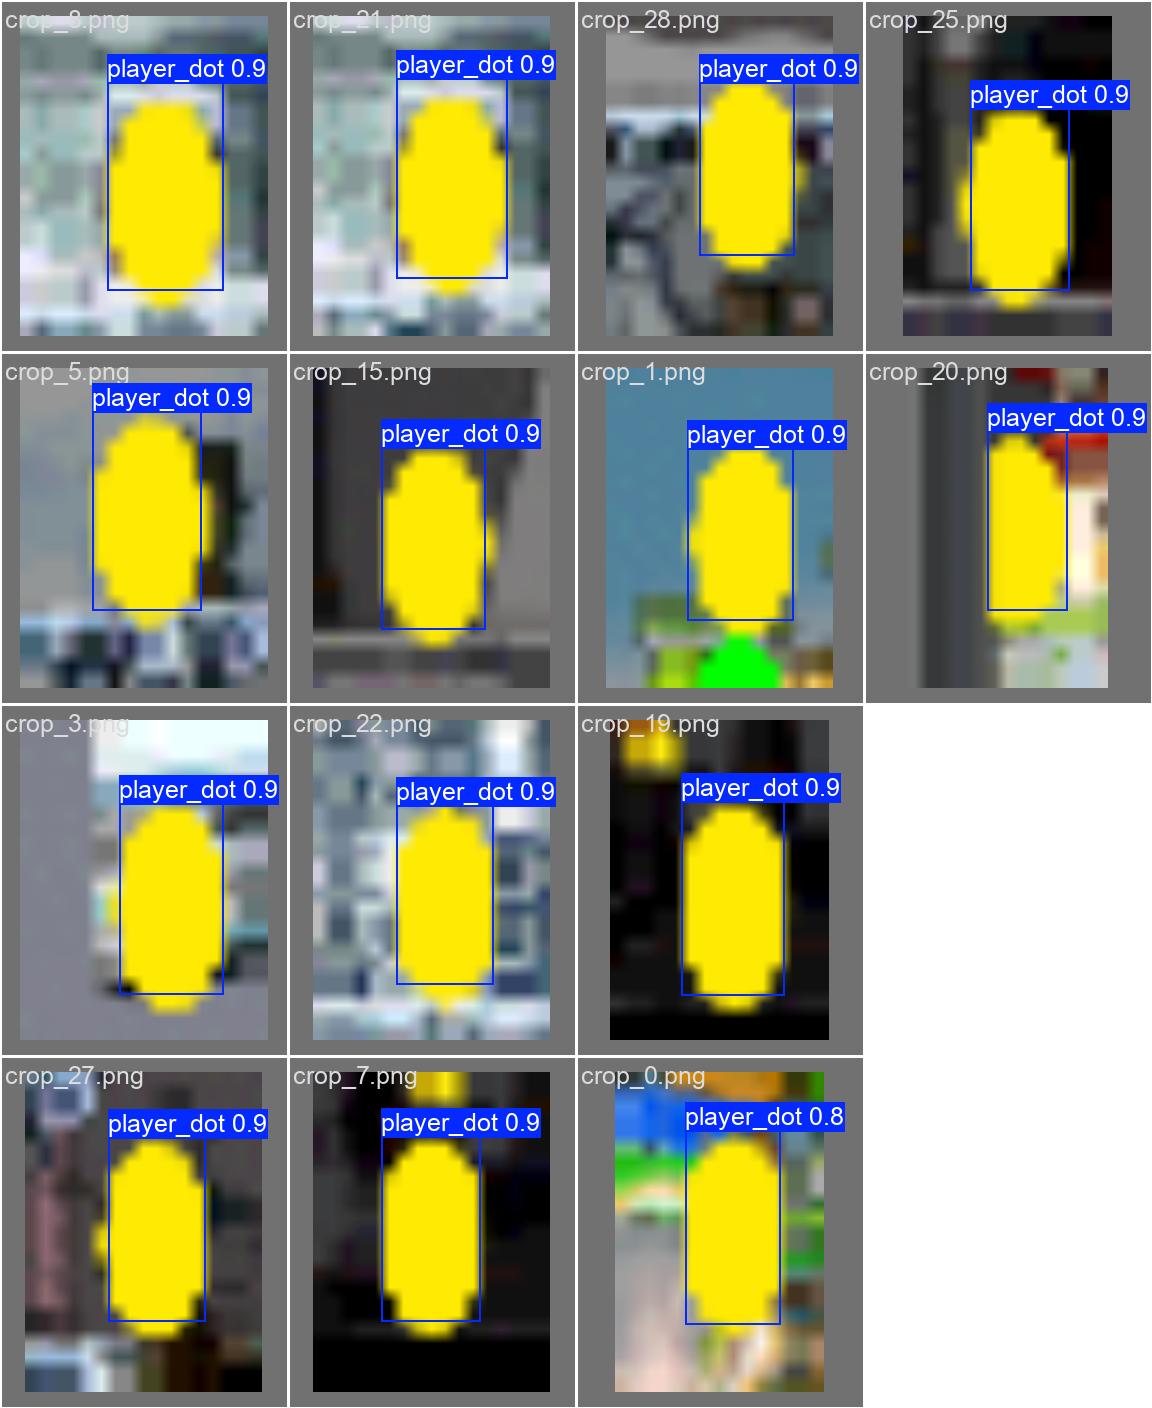 crop_8.png
player_dot 0.9
crop_21.png
player_dot 0.9
crop_28.png
player_dot 0.9
crop_25.png
player_dot 0.9
crop_5.png
player_dot 0.9
crop_15.png
player_dot 0.9
crop_1.png
player_dot 0.9
crop_20.png
player_dot 0.9
crop_3.png
player_dot 0.9
crop_22.png
player_dot 0.9
crop_19.png
player_dot 0.9
crop_27.png
player_dot 0.9
crop_7.png
player_dot 0.9
crop_0.png
player_dot 0.8